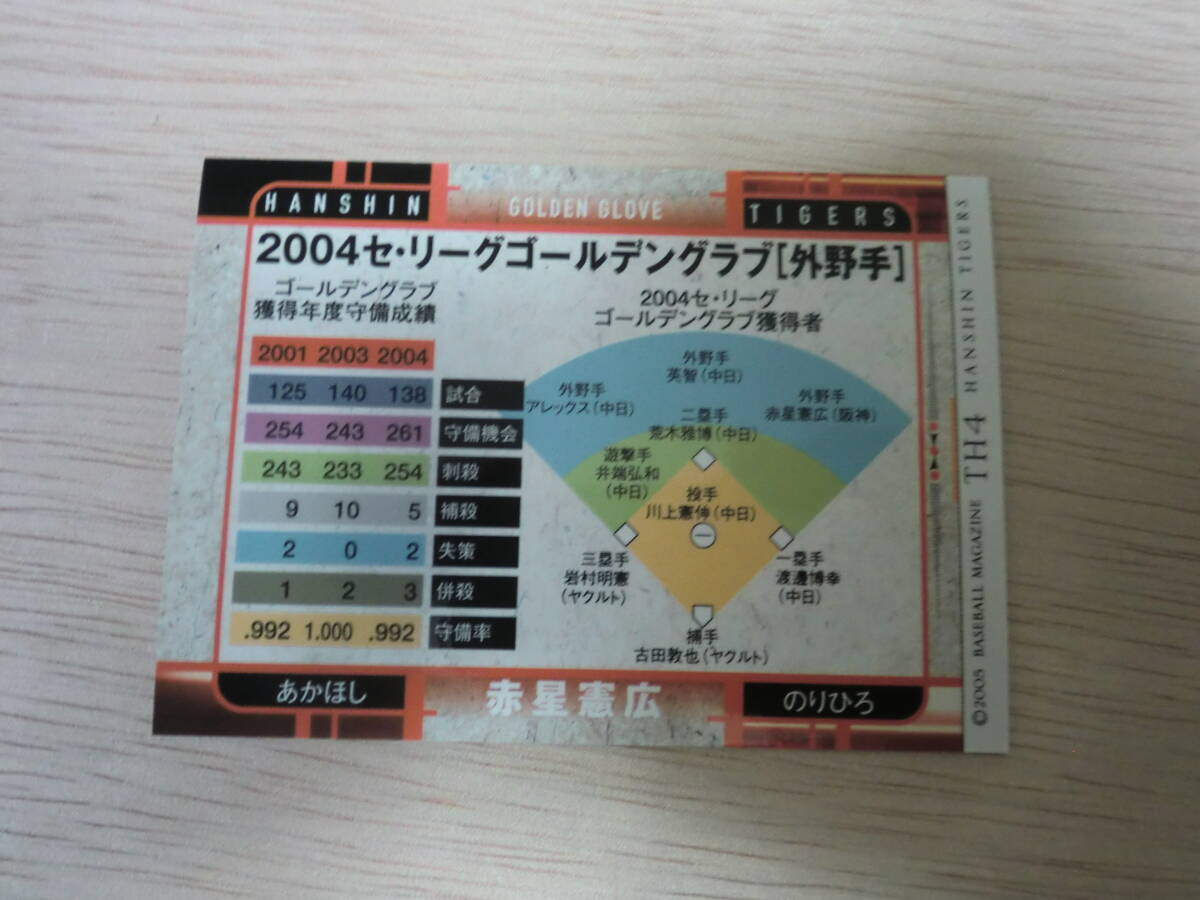 HANSHIN
GOLDEN GLOVE
TIGERS
2004セ・リーグゴールデングラブ[外野手]
ゴールデングラブ
獲得年度守備成績
2001 2003 2004
125 140 138 試合
254 243 261 守備機会
243 233 254 刺殺
9 10 5 補殺
2 0 2 失策
1 2 3 併殺
.992 1.000 .992 守備率
2004セ・リーグ
ゴールデングラブ獲得者
外野手
英智(中日)
外野手
アレックス(中日)
外野手
赤星憲広(阪神)
二塁手
荒木雅博(中日)
遊撃手
井端弘和
(中日)
投手
川上憲伸(中日)
三塁手
岩村明憲
(ヤクルト)
一塁手
渡邉博幸
(中日)
捕手
古田敦也(ヤクルト)
あかほし
赤星憲広
のりひろ
©2005 BASEBALL MAGAZINE TH4 HANSHIN TIGERS